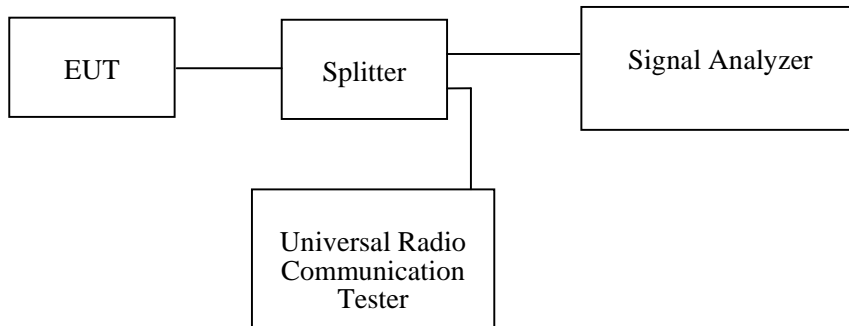 EUT
Splitter
Signal Analyzer
Universal Radio
Communication
Tester